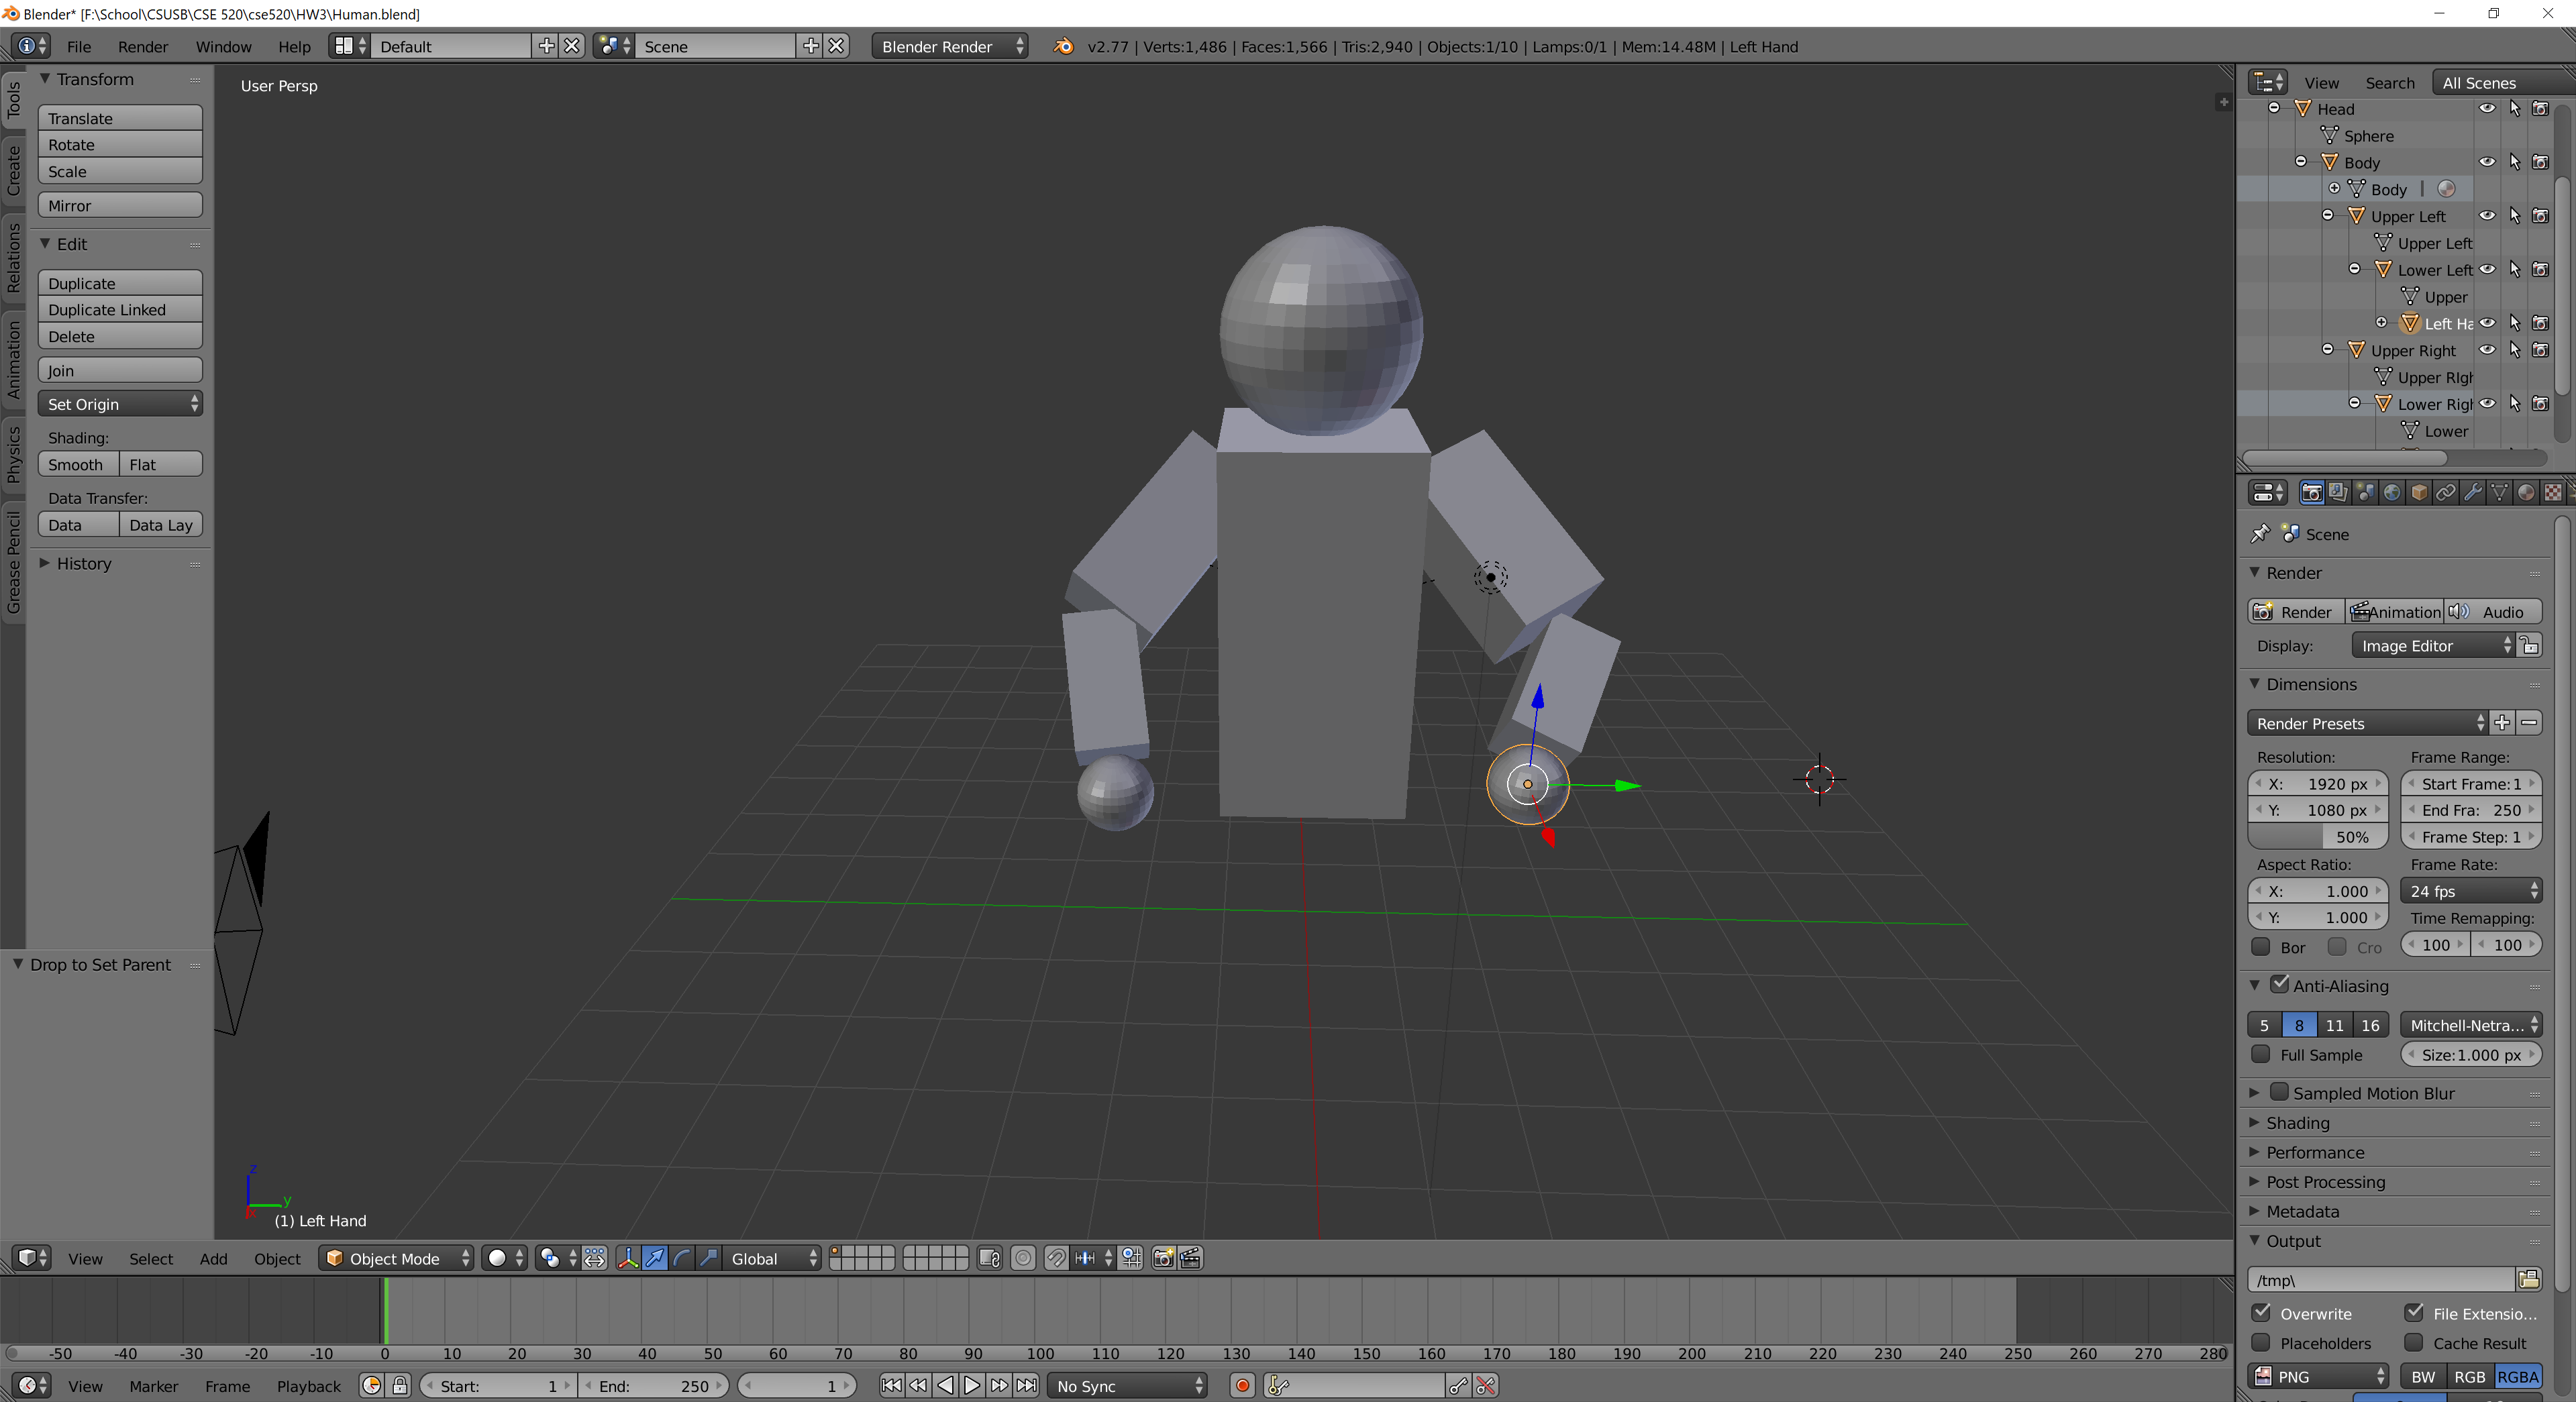 Blender* [F:\School\CSUSB\CSE 520\cse520\HW3\Human.blend]
File Render Window Help Default Scene Blender Render v2.77 | Verts:1,486 | Faces:1,566 | Tris:2,940 | Objects:1/10 | Lamps:0/1 | Mem:14.48M | Left Hand
Tools
Create
Relations
Animation
Physics
Grease Pencil
Transform
Translate
Rotate
Scale
Mirror
Edit
Duplicate
Duplicate Linked
Delete
Join
Set Origin
Shading:
Smooth Flat
Data Transfer:
Data Data Lay
History
Drop to Set Parent
User Persp
z
y
(1) Left Hand
View Search All Scenes
Head
Sphere
Body
Body
Upper Left
Upper Left
Lower Left
Upper
Left Ha
Upper Right
Upper RIgh
Lower Righ
Lower
Scene
Render
Render Animation Audio
Display: Image Editor
Dimensions
Render Presets
Resolution: Frame Range:
X: 1920 px Start Frame: 1
Y: 1080 px End Fra: 250
50% Frame Step: 1
Aspect Ratio: Frame Rate:
X: 1.000 24 fps
Y: 1.000 Time Remapping:
Bor Cro 100 100
Anti-Aliasing
5 8 11 16 Mitchell-Netra...
Full Sample Size:1.000 px
Sampled Motion Blur
Shading
Performance
Post Processing
Metadata
Output
/tmp\
Overwrite File Extensio...
Placeholders Cache Result
PNG BW RGB RGBA
View Select Add Object Object Mode Global
-50 -40 -30 -20 -10 0 10 20 30 40 50 60 70 80 90 100 110 120 130 140 150 160 170 180 190 200 210 220 230 240 250 260 270 280
View Marker Frame Playback Start: 1 End: 250 1 No Sync